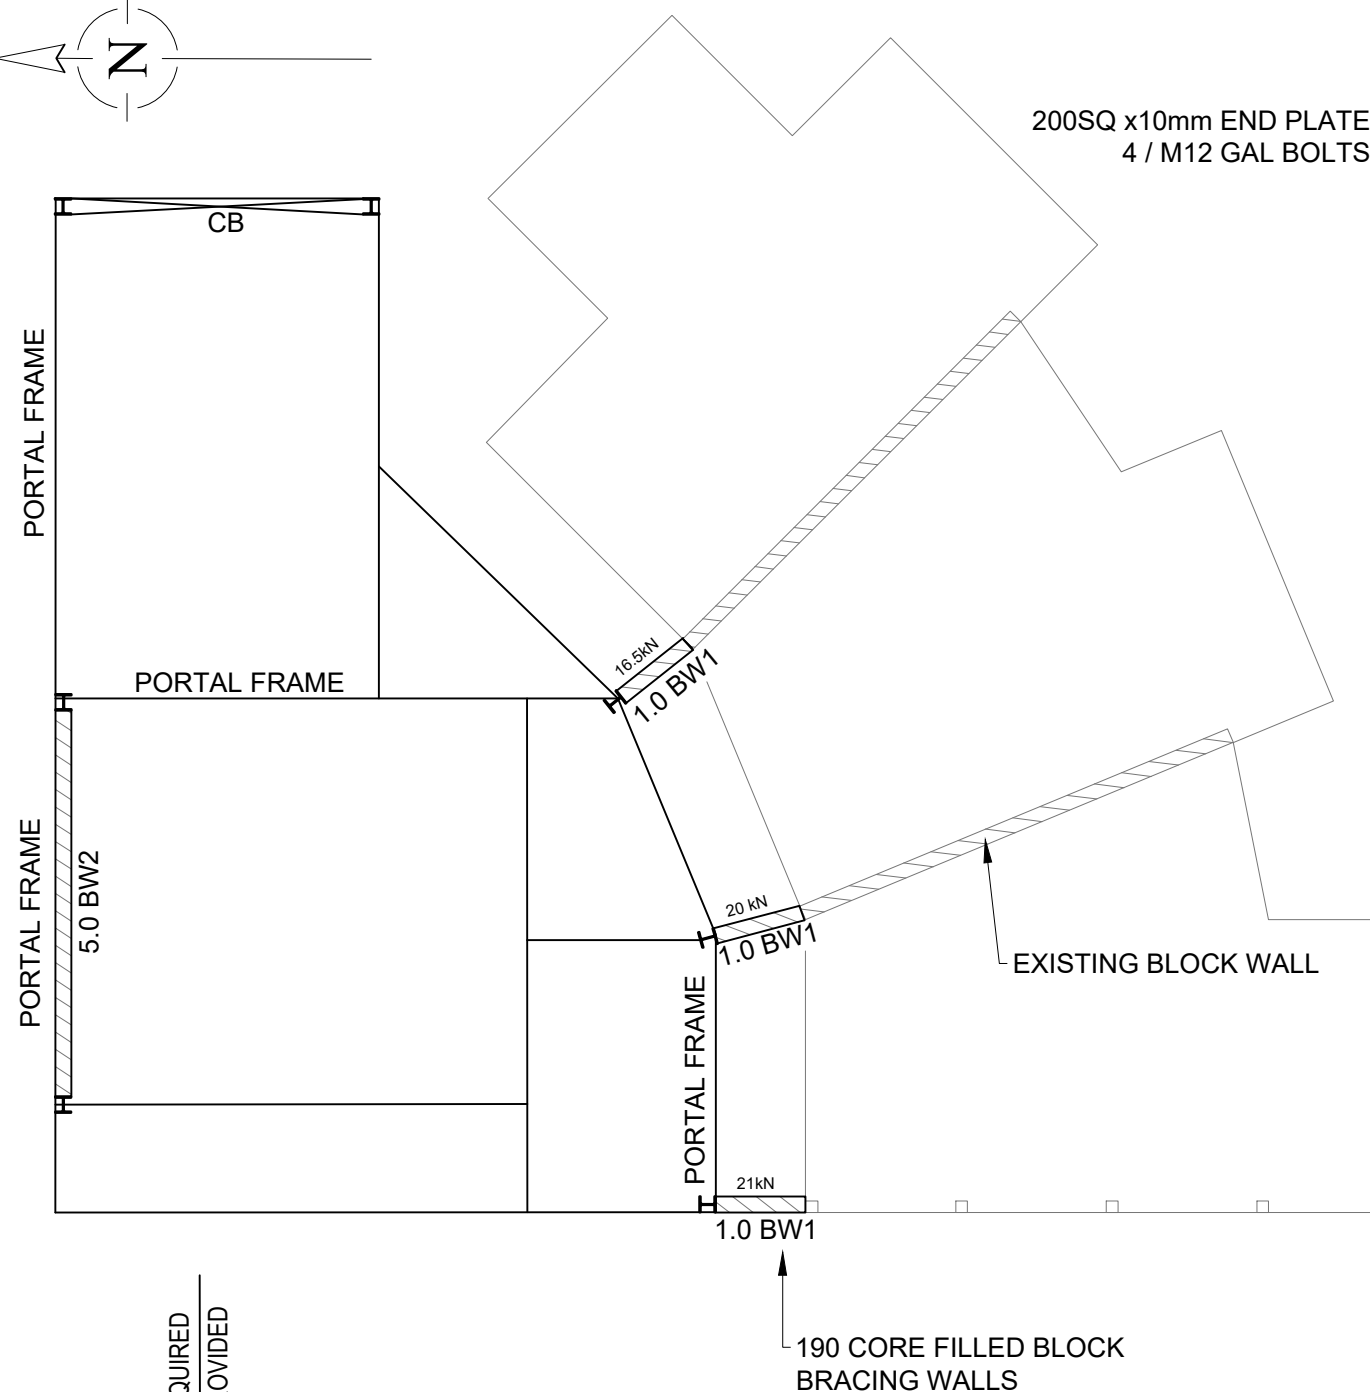 N
200SQ x10mm END PLATE
4 / M12 GAL BOLTS
CB
PORTAL FRAME
PORTAL FRAME
16.5kN
1.0 BW1
PORTAL FRAME
5.0 BW2
20 kN
1.0 BW1
EXISTING BLOCK WALL
PORTAL FRAME
21kN
1.0 BW1
190 CORE FILLED BLOCK
BRACING WALLS
QUIRED
OVIDED